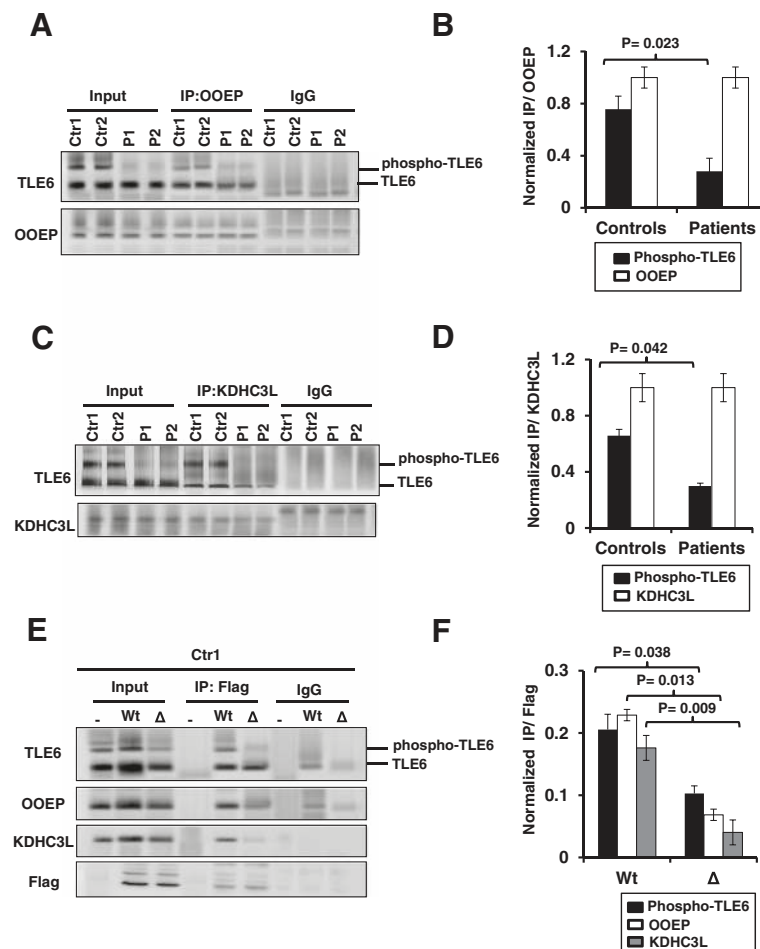 A
Input IP:OOEP IgG
Ctr1 Ctr2 P1 P2 Ctr1 Ctr2 P1 P2 Ctr1 Ctr2 P1 P2
TLE6
phospho-TLE6
TLE6
OOEP
B
P= 0.023
Normalized IP/ OOEP
1.2
0.8
0.4
0
Controls Patients
Phospho-TLE6
OOEP
C
Input IP:KDHC3L IgG
Ctr1 Ctr2 P1 P2 Ctr1 Ctr2 P1 P2 Ctr1 Ctr2 P1 P2
TLE6
phospho-TLE6
TLE6
KDHC3L
D
P= 0.042
Normalized IP/ KDHC3L
1.2
0.8
0.4
0
Controls Patients
Phospho-TLE6
KDHC3L
E
Ctr1
Input IP: Flag IgG
- Wt Δ - Wt Δ - Wt Δ
TLE6
phospho-TLE6
TLE6
OOEP
KDHC3L
Flag
F
P= 0.038
P= 0.013
P= 0.009
Normalized IP/ Flag
0.3
0.2
0.1
0
Wt Δ
Phospho-TLE6
OOEP
KDHC3L